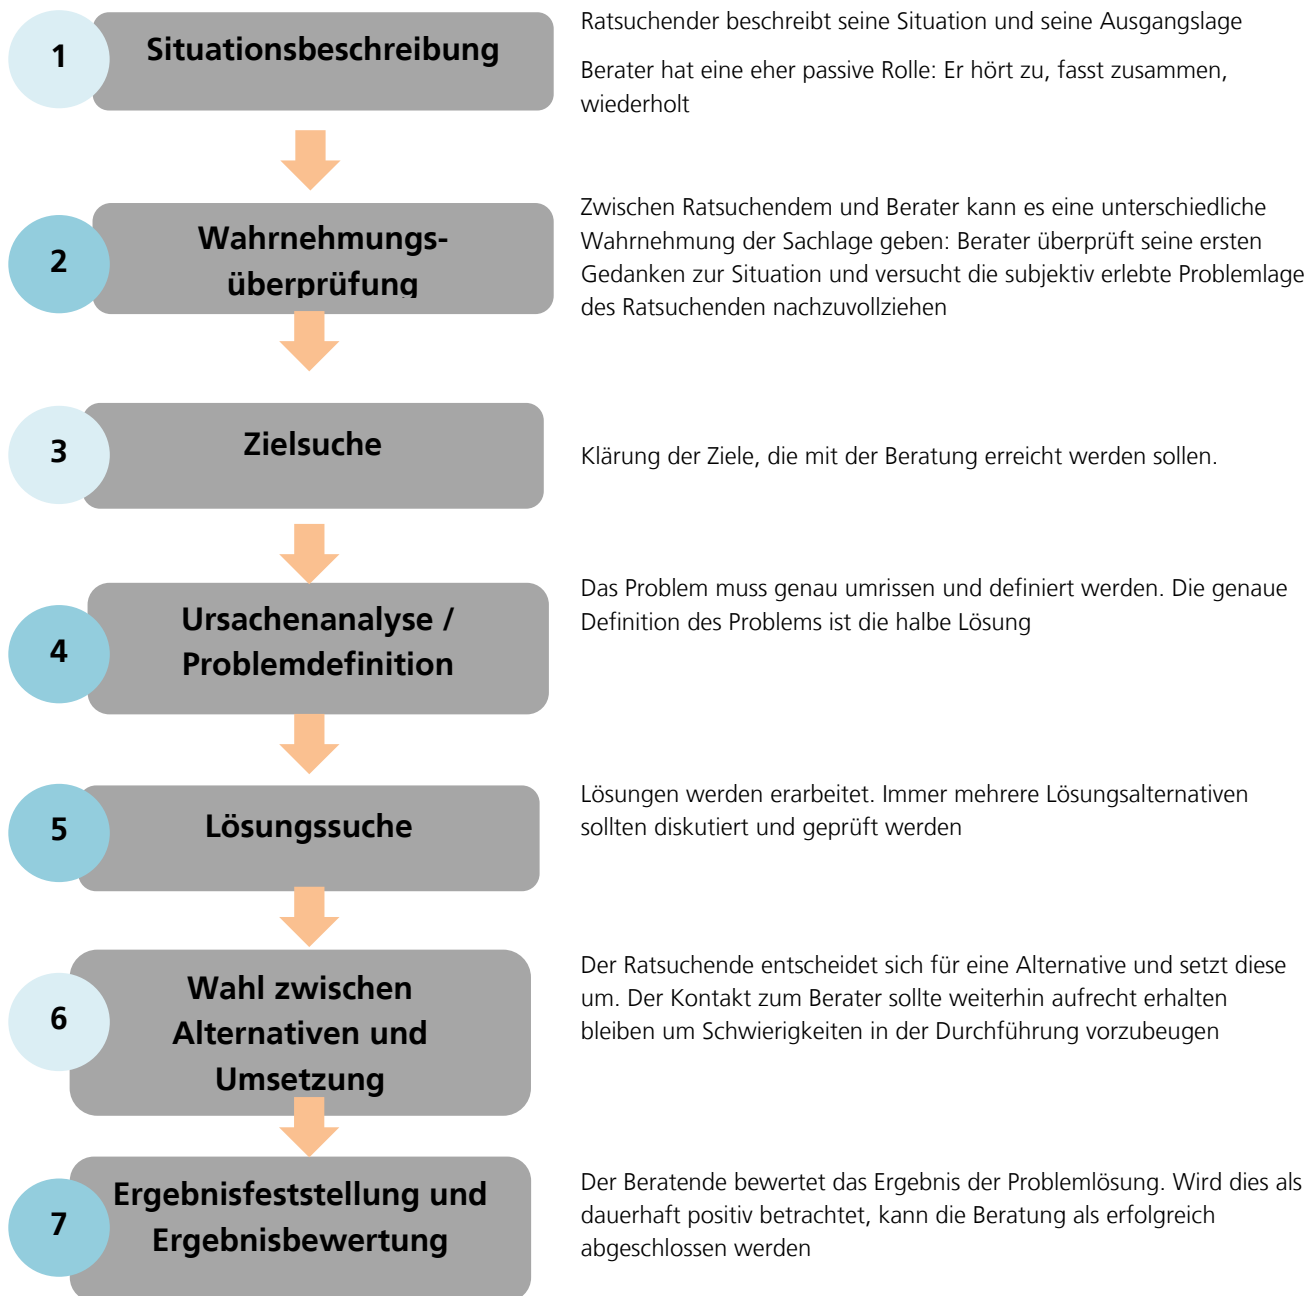 1
Situationsbeschreibung
Ratsuchender beschreibt seine Situation und seine Ausgangslage
Berater hat eine eher passive Rolle: Er hört zu, fasst zusammen,
wiederholt
2
Wahrnehmungs-
überprüfung
Zwischen Ratsuchendem und Berater kann es eine unterschiedliche
Wahrnehmung der Sachlage geben: Berater überprüft seine ersten
Gedanken zur Situation und versucht die subjektiv erlebte Problemlage
des Ratsuchenden nachzuvollziehen
3
Zielsuche
Klärung der Ziele, die mit der Beratung erreicht werden sollen.
4
Ursachenanalyse /
Problemdefinition
Das Problem muss genau umrissen und definiert werden. Die genaue
Definition des Problems ist die halbe Lösung
5
Lösungssuche
Lösungen werden erarbeitet. Immer mehrere Lösungsalternativen
sollten diskutiert und geprüft werden
6
Wahl zwischen
Alternativen und
Umsetzung
Der Ratsuchende entscheidet sich für eine Alternative und setzt diese
um. Der Kontakt zum Berater sollte weiterhin aufrecht erhalten
bleiben um Schwierigkeiten in der Durchführung vorzubeugen
7
Ergebnisfeststellung und
Ergebnisbewertung
Der Beratende bewertet das Ergebnis der Problemlösung. Wird dies als
dauerhaft positiv betrachtet, kann die Beratung als erfolgreich
abgeschlossen werden